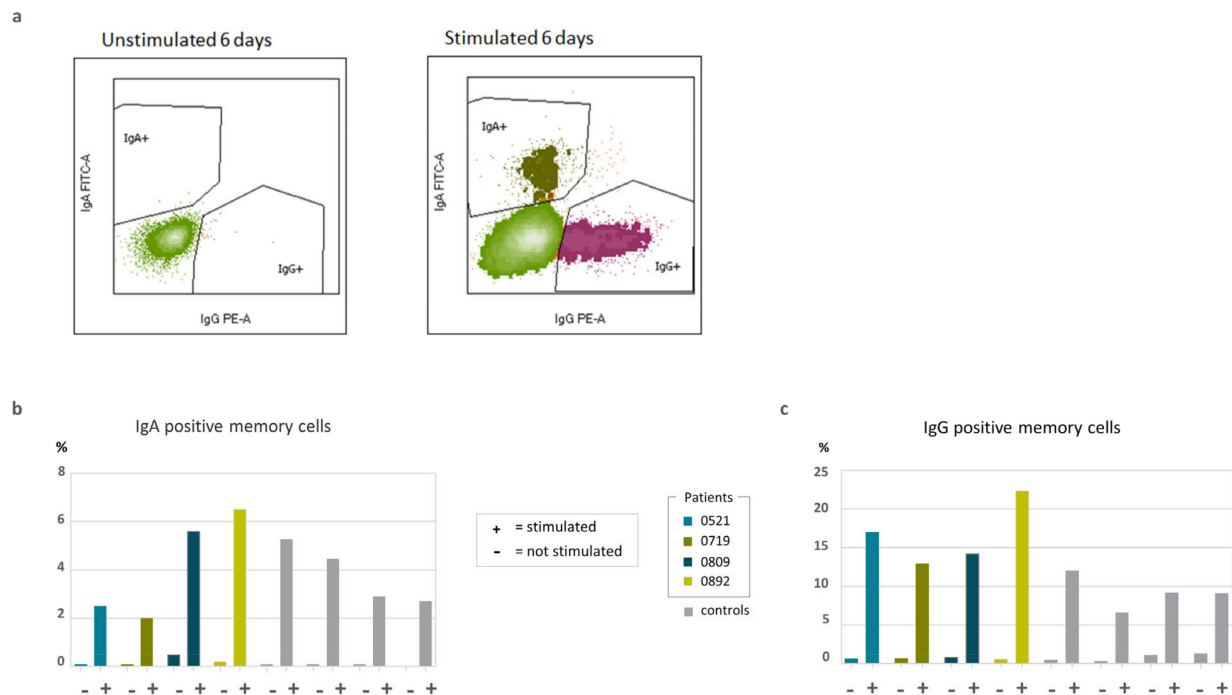 a
Unstimulated 6 days
Stimulated 6 days
IgA+
IgA FITC-A
IgG+
IgG PE-A
IgA+
IgA FITC-A
IgG+
IgG PE-A
b
IgA positive memory cells
%
8
6
4
2
0
- + - + - + - + - + - + - + - +
+ = stimulated
- = not stimulated
Patients
0521
0719
0809
0892
controls
c
IgG positive memory cells
%
25
20
15
10
5
0
- + - + - + - + - + - + - + - +